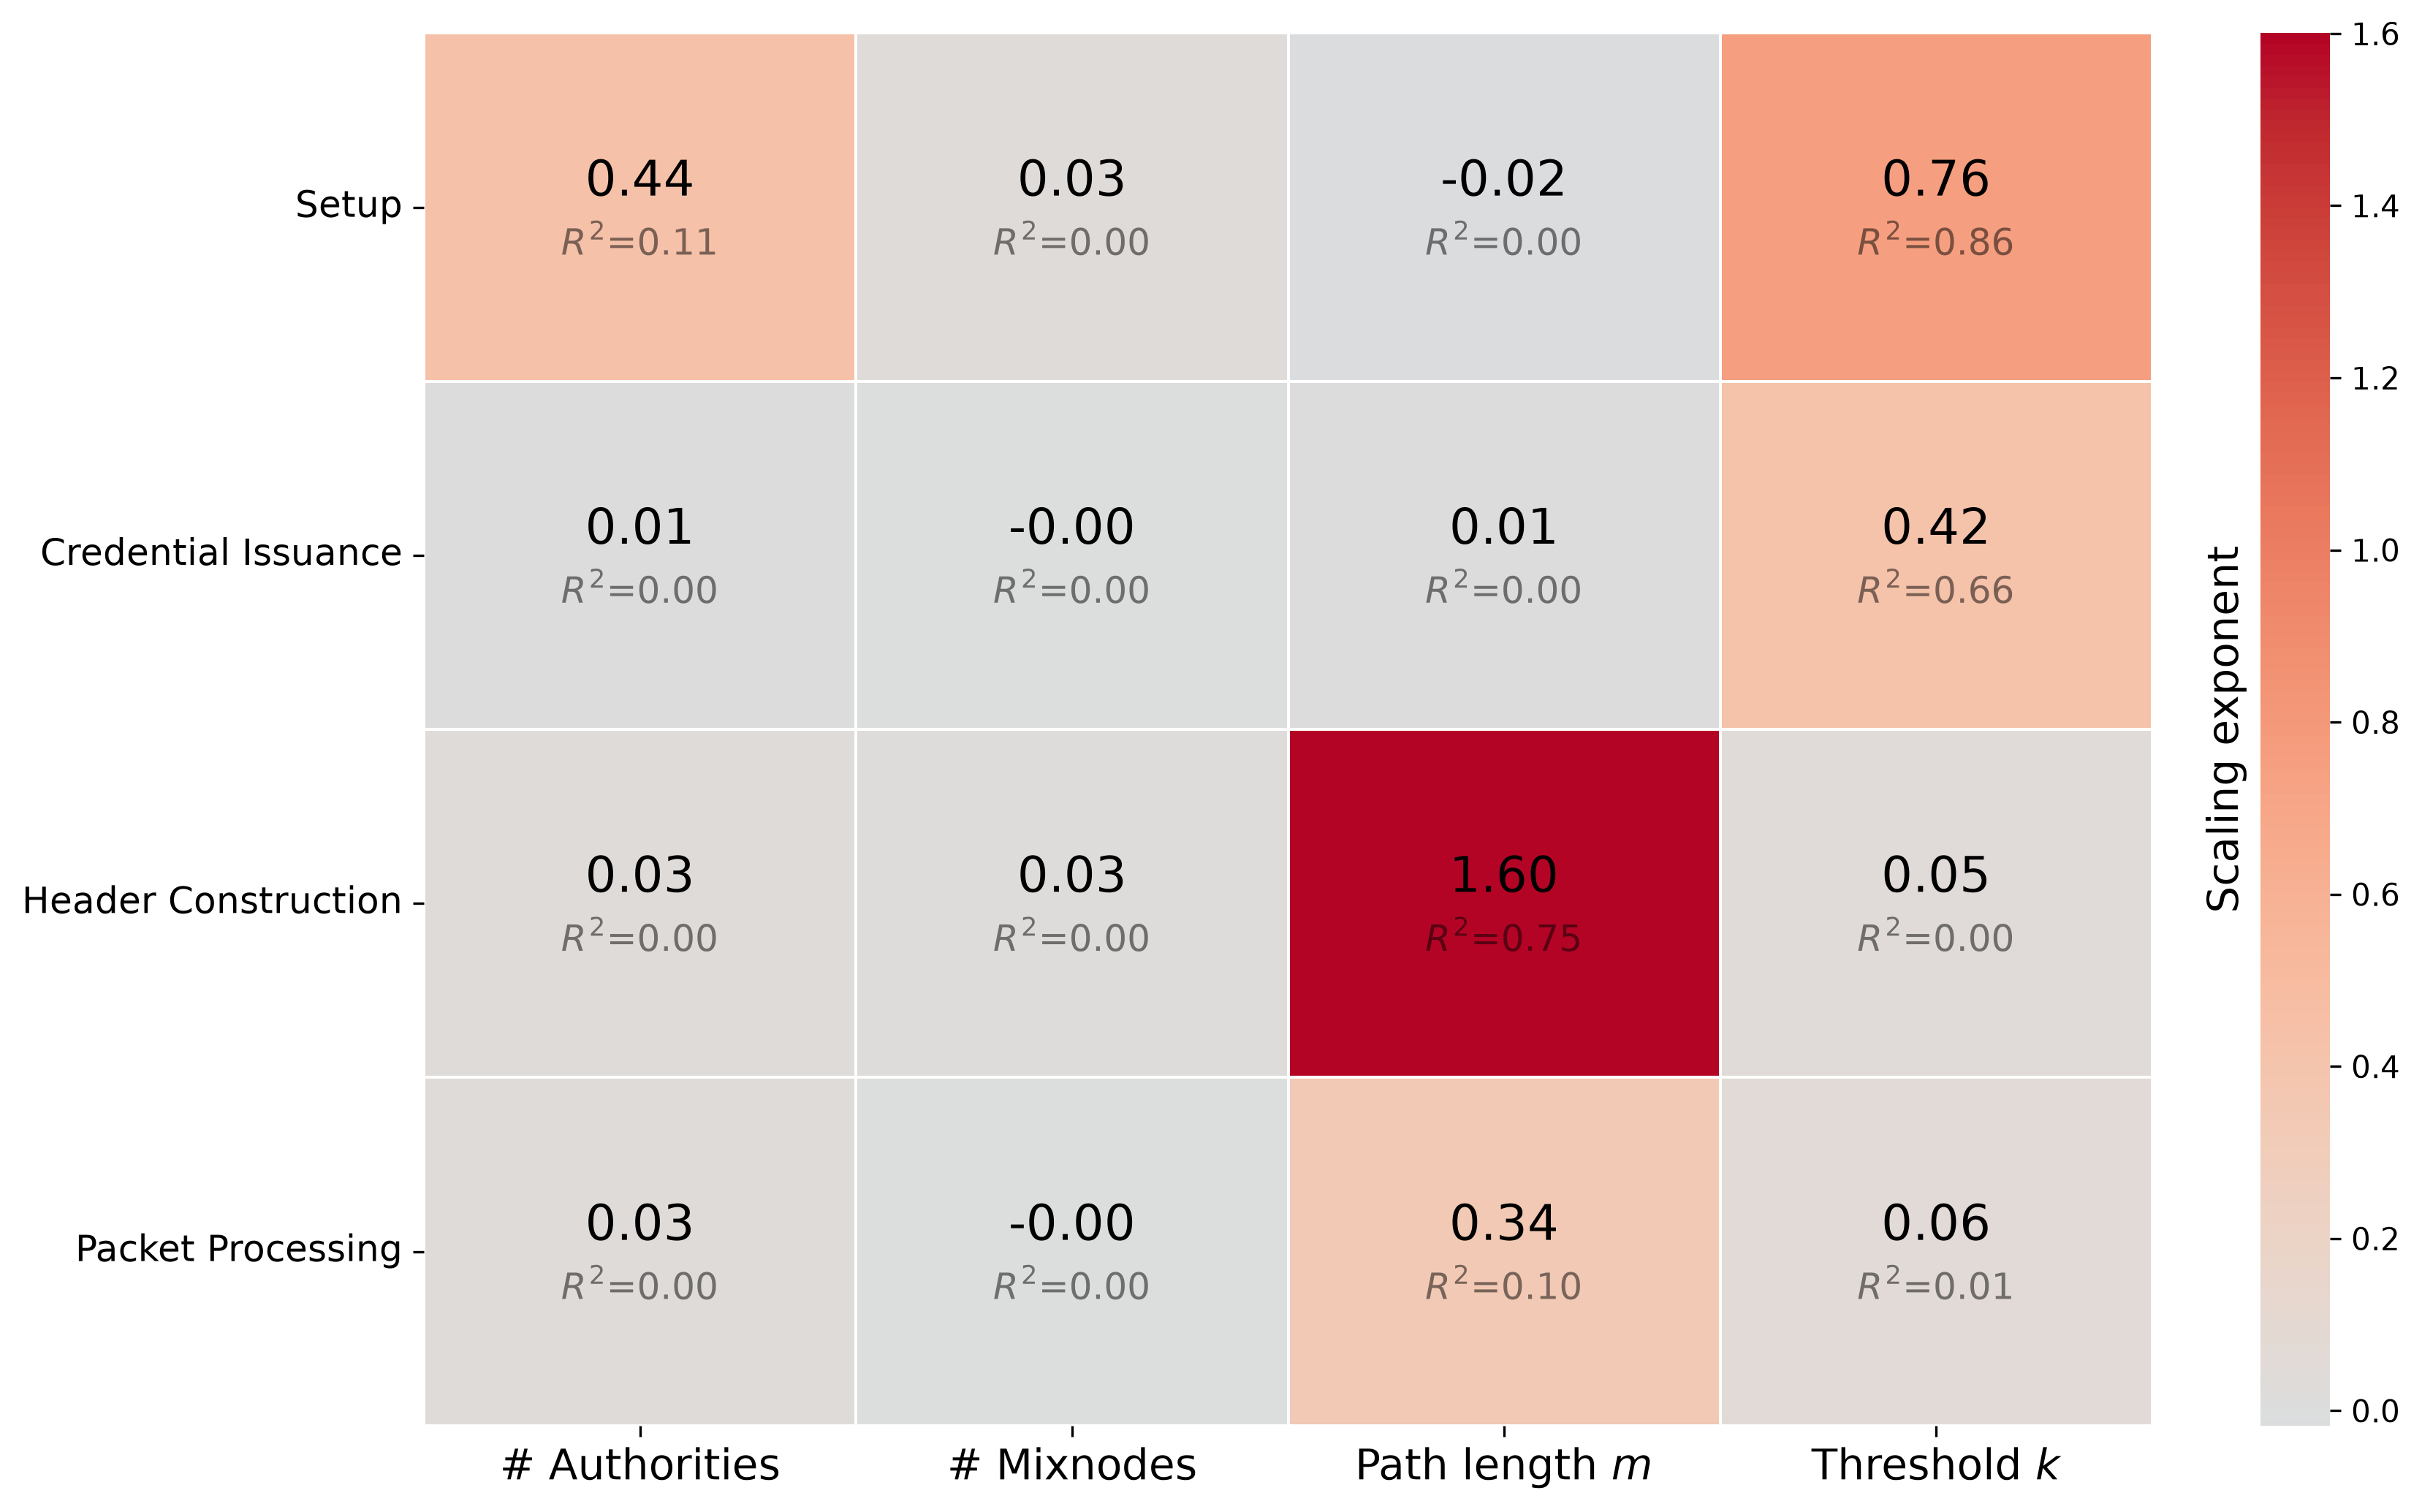 Setup
0.44
0.03
-0.02
0.76
R²=0.11
R²=0.00
R²=0.00
R²=0.86
Credential Issuance
0.01
-0.00
0.01
0.42
R²=0.00
R²=0.00
R²=0.00
R²=0.66
Header Construction
0.03
0.03
1.60
0.05
R²=0.00
R²=0.00
R²=0.75
R²=0.00
Packet Processing
0.03
-0.00
0.34
0.06
R²=0.00
R²=0.00
R²=0.10
R²=0.01
# Authorities
# Mixnodes
Path length m
Threshold k
Scaling exponent
1.6
1.4
1.2
1.0
0.8
0.6
0.4
0.2
0.0